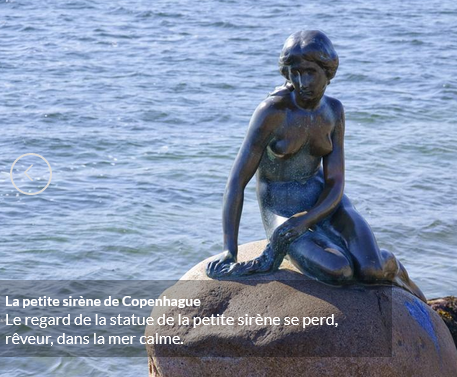 La petite sirène de Copenhague
Le regard de la statue de la petite sirène se perd,
rêveur, dans la mer calme.